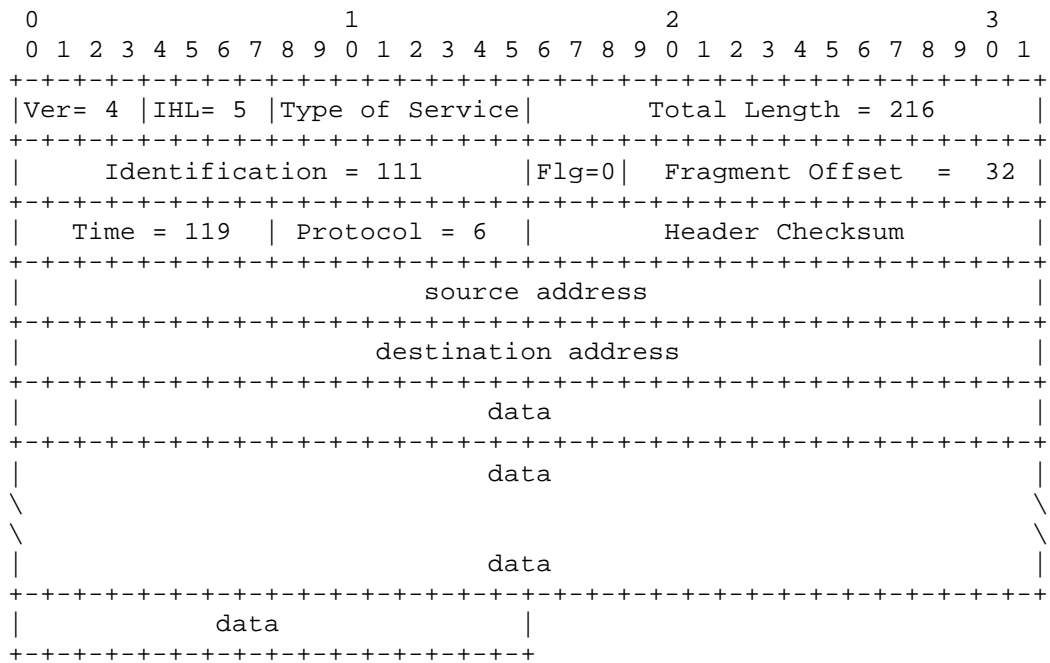 0                   1                   2                   3
 0 1 2 3 4 5 6 7 8 9 0 1 2 3 4 5 6 7 8 9 0 1 2 3 4 5 6 7 8 9 0 1
+-+-+-+-+-+-+-+-+-+-+-+-+-+-+-+-+-+-+-+-+-+-+-+-+-+-+-+-+-+-+-+-+
|Ver= 4 |IHL= 5 |Type of Service|       Total Length = 216      |
+-+-+-+-+-+-+-+-+-+-+-+-+-+-+-+-+-+-+-+-+-+-+-+-+-+-+-+-+-+-+-+-+
|     Identification = 111      |Flg=0|  Fragment Offset  =  32 |
+-+-+-+-+-+-+-+-+-+-+-+-+-+-+-+-+-+-+-+-+-+-+-+-+-+-+-+-+-+-+-+-+
|   Time = 119  | Protocol = 6  |        Header Checksum        |
+-+-+-+-+-+-+-+-+-+-+-+-+-+-+-+-+-+-+-+-+-+-+-+-+-+-+-+-+-+-+-+-+
|                         source address                        |
+-+-+-+-+-+-+-+-+-+-+-+-+-+-+-+-+-+-+-+-+-+-+-+-+-+-+-+-+-+-+-+-+
|                      destination address                      |
+-+-+-+-+-+-+-+-+-+-+-+-+-+-+-+-+-+-+-+-+-+-+-+-+-+-+-+-+-+-+-+-+
|                             data                              |
+-+-+-+-+-+-+-+-+-+-+-+-+-+-+-+-+-+-+-+-+-+-+-+-+-+-+-+-+-+-+-+-+
|                             data                              |
\                                                               \
\                                                               \
|                             data                              |
+-+-+-+-+-+-+-+-+-+-+-+-+-+-+-+-+-+-+-+-+-+-+-+-+-+-+-+-+-+-+-+-+
|            data               |
+-+-+-+-+-+-+-+-+-+-+-+-+-+-+-+-+